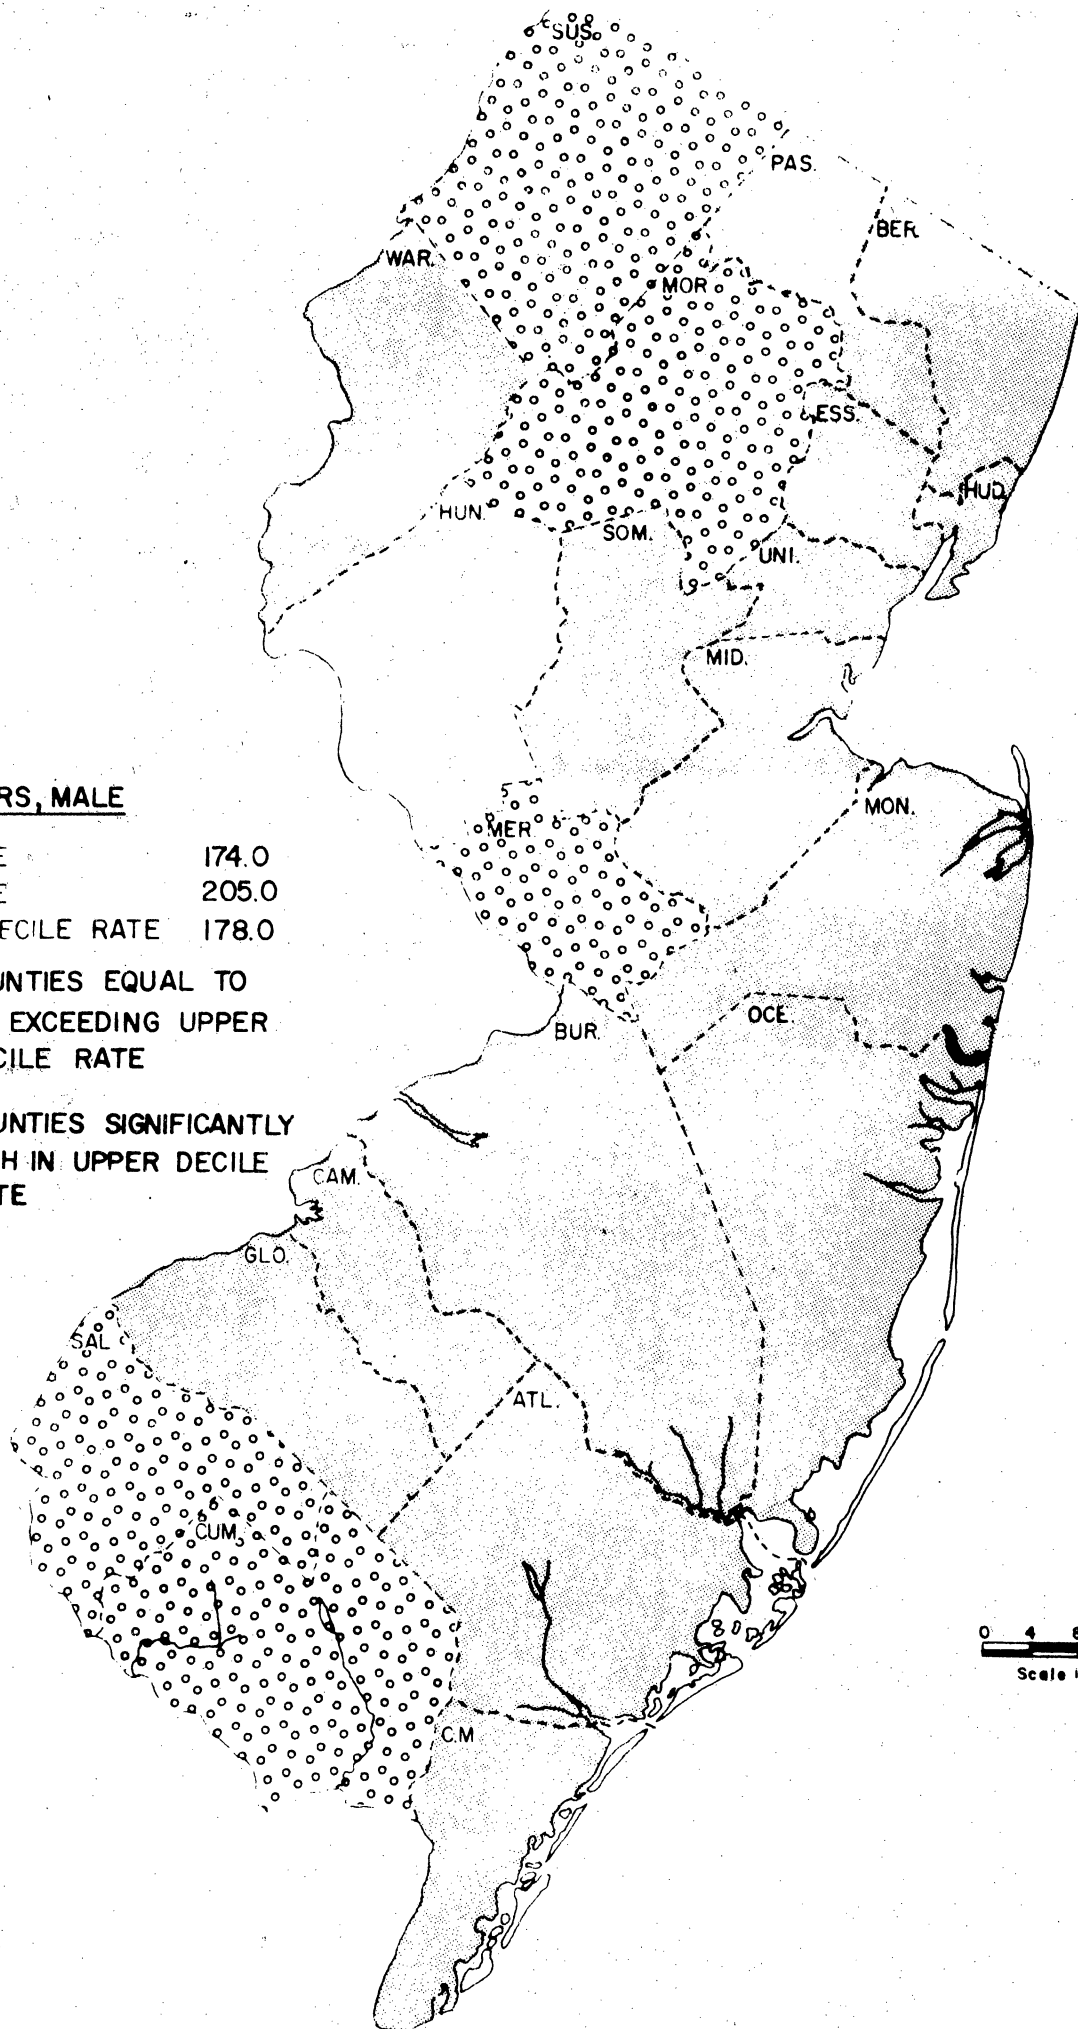 SUS.
PAS.
BER.
WAR.
MOR.
ESS.
HUD.
HUN.
SOM.
UNI.
MID.
RS, MALE
MON.
MER.
E 174.0
E 205.0
ECILE RATE 178.0
UNTIES EQUAL TO
EXCEEDING UPPER
CILE RATE
OCE.
BUR.
UNTIES SIGNIFICANTLY
H IN UPPER DECILE
TE
CAM.
GLO.
SAL
ATL.
CUM.
0 4 8
Scale i
C.M